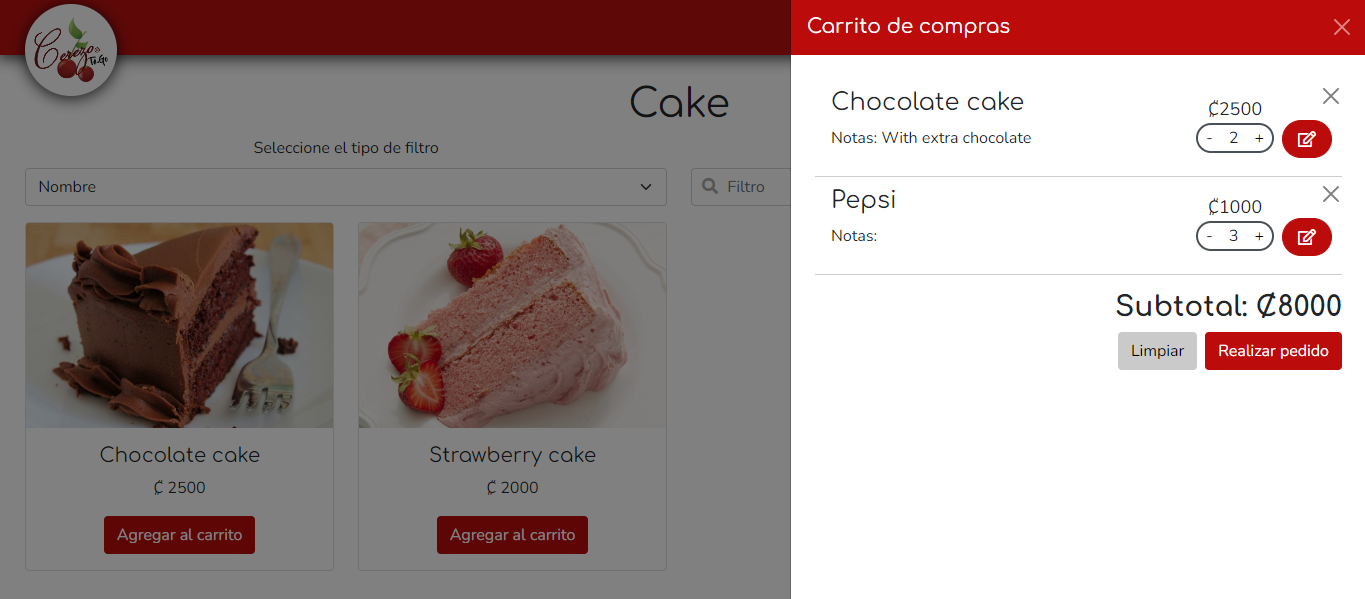 Cerezo
To Go
Cake
Seleccione el tipo de filtro
Nombre
Filtro
Chocolate cake
₡ 2500
Agregar al carrito
Strawberry cake
₡ 2000
Agregar al carrito
Carrito de compras
Chocolate cake
₡2500
Notas: With extra chocolate
- 2 +
Pepsi
₡1000
Notas:
- 3 +
Subtotal: ₡8000
Limpiar
Realizar pedido